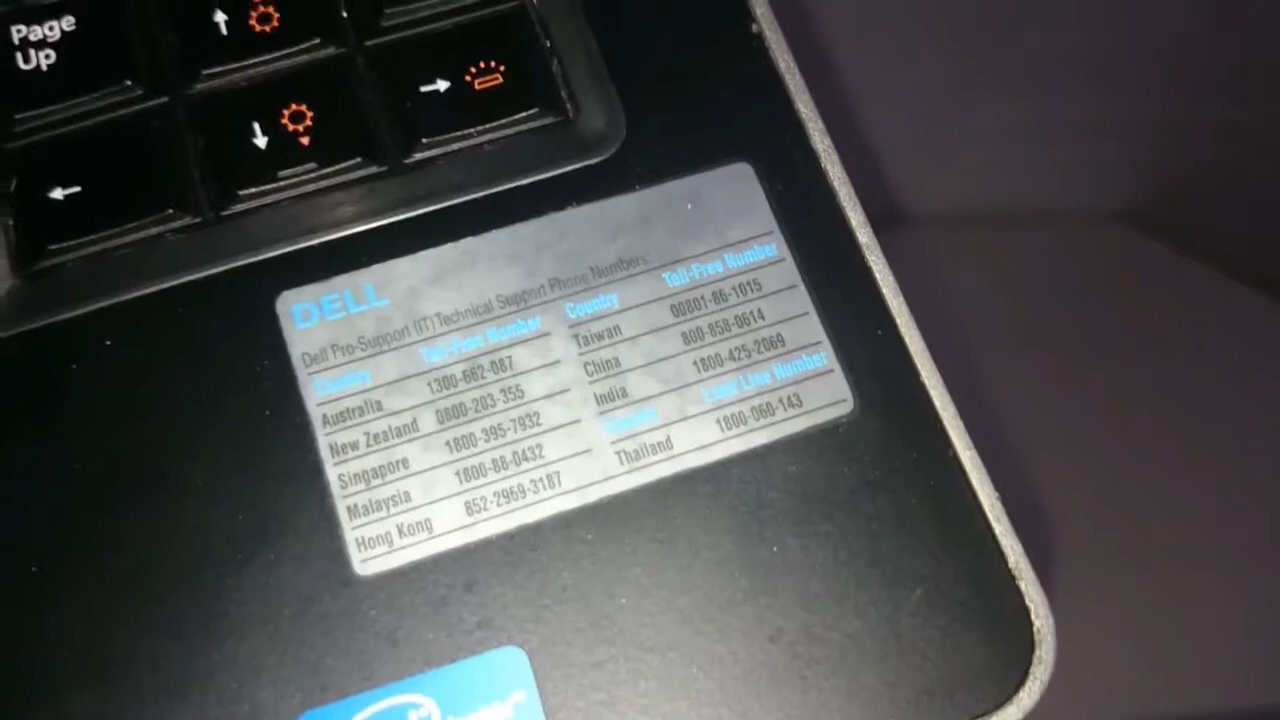 Page
Up
DELL
Dell Pro-Support (IT) Technical Support Phone Numbers:
Country Toll-Free Number
Australia 1300-662-087
New Zealand 0800-203-355
Singapore 1800-395-7932
Malaysia 1800-88-0432
Hong Kong 852-2969-3187
Country Toll-Free Number
Taiwan 00801-86-1015
China 800-858-0614
India 1800-425-2069
Country Land Line Number
Thailand 1800-060-143